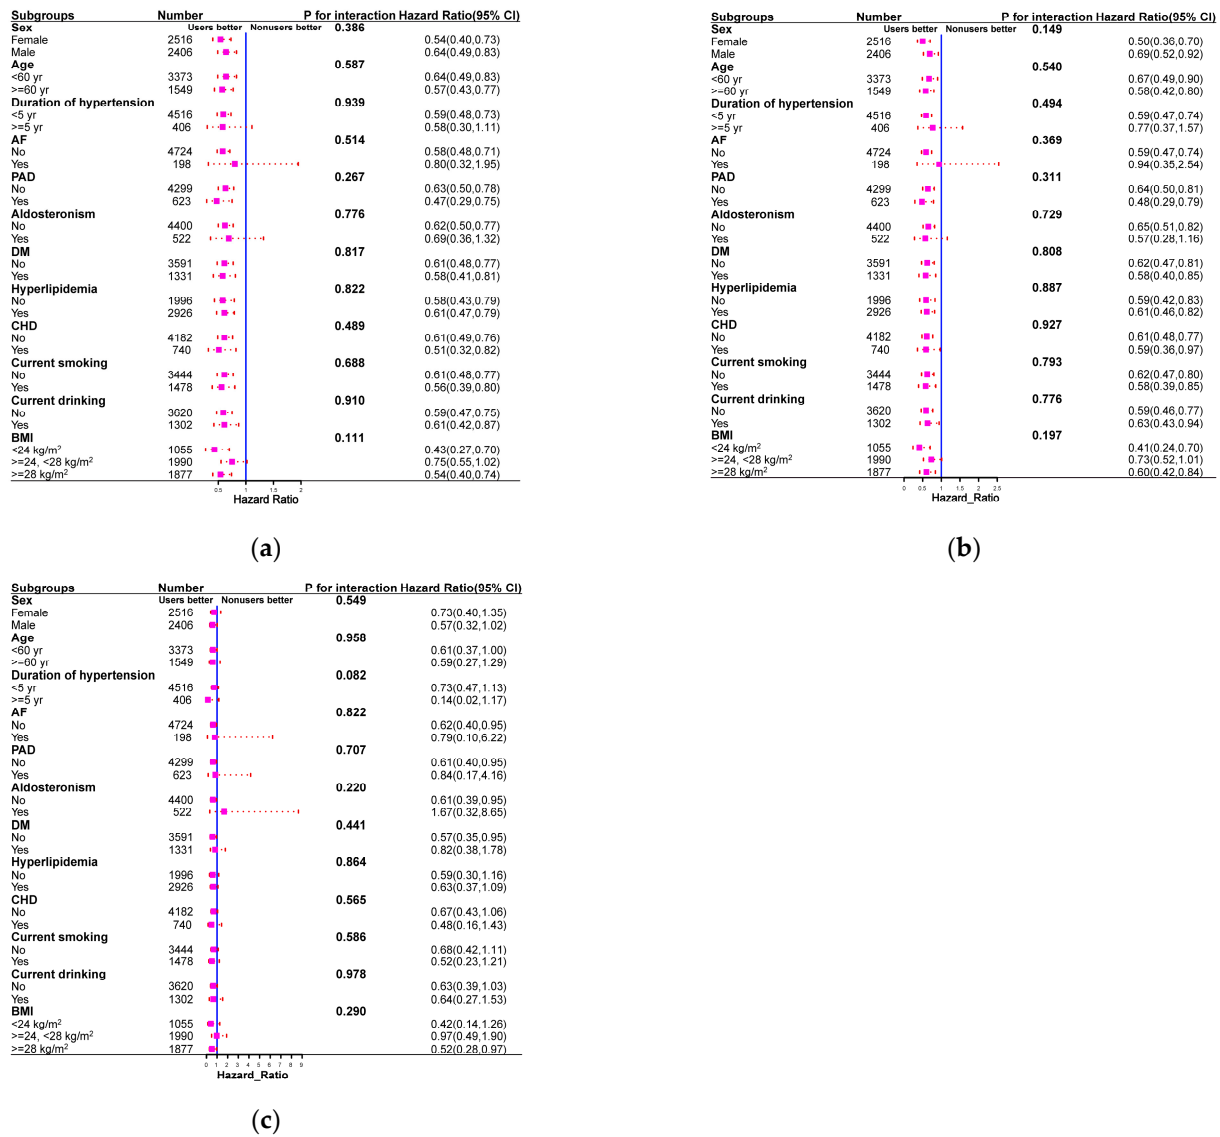 Subgroups Number P for interaction Hazard Ratio(95% CI)
Sex Users better Nonusers better 0.386
Female 2516 0.54(0.40,0.73)
Male 2406 0.64(0.49,0.83)
Age 0.587
<60 yr 3373 0.64(0.49,0.83)
>=60 yr 1549 0.57(0.43,0.77)
Duration of hypertension 0.939
<5 yr 4516 0.59(0.48,0.73)
>=5 yr 406 0.58(0.30,1.11)
AF 0.514
No 4724 0.58(0.48,0.71)
Yes 198 0.80(0.32,1.95)
PAD 0.267
No 4299 0.63(0.50,0.78)
Yes 623 0.47(0.29,0.75)
Aldosteronism 0.776
No 4400 0.62(0.50,0.77)
Yes 522 0.69(0.36,1.32)
DM 0.817
No 3591 0.61(0.48,0.77)
Yes 1331 0.58(0.41,0.81)
Hyperlipidemia 0.822
No 1996 0.58(0.43,0.79)
Yes 2926 0.61(0.47,0.79)
CHD 0.489
No 4182 0.61(0.49,0.76)
Yes 740 0.51(0.32,0.82)
Current smoking 0.688
No 3444 0.61(0.48,0.77)
Yes 1478 0.56(0.39,0.80)
Current drinking 0.910
No 3620 0.59(0.47,0.75)
Yes 1302 0.61(0.42,0.87)
BMI 0.111
<24 kg/m² 1055 0.43(0.27,0.70)
>=24, <28 kg/m² 1990 0.75(0.55,1.02)
>=28 kg/m² 1877 0.54(0.40,0.74)
0.5 1 1.5 2
Hazard Ratio
(a)
Subgroups Number P for interaction Hazard Ratio(95% CI)
Sex Users better Nonusers better 0.149
Female 2516 0.50(0.36,0.70)
Male 2406 0.69(0.52,0.92)
Age 0.540
<60 yr 3373 0.67(0.49,0.90)
>=60 yr 1549 0.58(0.42,0.80)
Duration of hypertension 0.494
<5 yr 4516 0.59(0.47,0.74)
>=5 yr 406 0.77(0.37,1.57)
AF 0.369
No 4724 0.59(0.47,0.74)
Yes 198 0.94(0.35,2.54)
PAD 0.311
No 4299 0.64(0.50,0.81)
Yes 623 0.48(0.29,0.79)
Aldosteronism 0.729
No 4400 0.65(0.51,0.82)
Yes 522 0.57(0.28,1.16)
DM 0.808
No 3591 0.62(0.47,0.81)
Yes 1331 0.58(0.40,0.85)
Hyperlipidemia 0.887
No 1996 0.59(0.42,0.83)
Yes 2926 0.61(0.46,0.82)
CHD 0.927
No 4182 0.61(0.48,0.77)
Yes 740 0.59(0.36,0.97)
Current smoking 0.793
No 3444 0.62(0.47,0.80)
Yes 1478 0.58(0.39,0.85)
Current drinking 0.776
No 3620 0.59(0.46,0.77)
Yes 1302 0.63(0.43,0.94)
BMI 0.197
<24 kg/m² 1055 0.41(0.24,0.70)
>=24, <28 kg/m² 1990 0.73(0.52,1.01)
>=28 kg/m² 1877 0.60(0.42,0.84)
0 0.5 1 1.5 2 2.5
Hazard_Ratio
(b)
Subgroups Number P for interaction Hazard Ratio(95% CI)
Sex Users better Nonusers better 0.549
Female 2516 0.73(0.40,1.35)
Male 2406 0.57(0.32,1.02)
Age 0.958
<60 yr 3373 0.61(0.37,1.00)
>=60 yr 1549 0.59(0.27,1.29)
Duration of hypertension 0.082
<5 yr 4516 0.73(0.47,1.13)
>=5 yr 406 0.14(0.02,1.17)
AF 0.822
No 4724 0.62(0.40,0.95)
Yes 198 0.79(0.10,6.22)
PAD 0.707
No 4299 0.61(0.40,0.95)
Yes 623 0.84(0.17,4.16)
Aldosteronism 0.220
No 4400 0.61(0.39,0.95)
Yes 522 1.67(0.32,8.65)
DM 0.441
No 3591 0.57(0.35,0.95)
Yes 1331 0.82(0.38,1.78)
Hyperlipidemia 0.864
No 1996 0.59(0.30,1.16)
Yes 2926 0.63(0.37,1.09)
CHD 0.565
No 4182 0.67(0.43,1.06)
Yes 740 0.48(0.16,1.43)
Current smoking 0.586
No 3444 0.68(0.42,1.11)
Yes 1478 0.52(0.23,1.21)
Current drinking 0.978
No 3620 0.63(0.39,1.03)
Yes 1302 0.64(0.27,1.53)
BMI 0.290
<24 kg/m² 1055 0.42(0.14,1.26)
>=24, <28 kg/m² 1990 0.97(0.49,1.90)
>=28 kg/m² 1877 0.52(0.28,0.97)
0 1 2 3 4 5 6 7 8 9
Hazard_Ratio
(c)